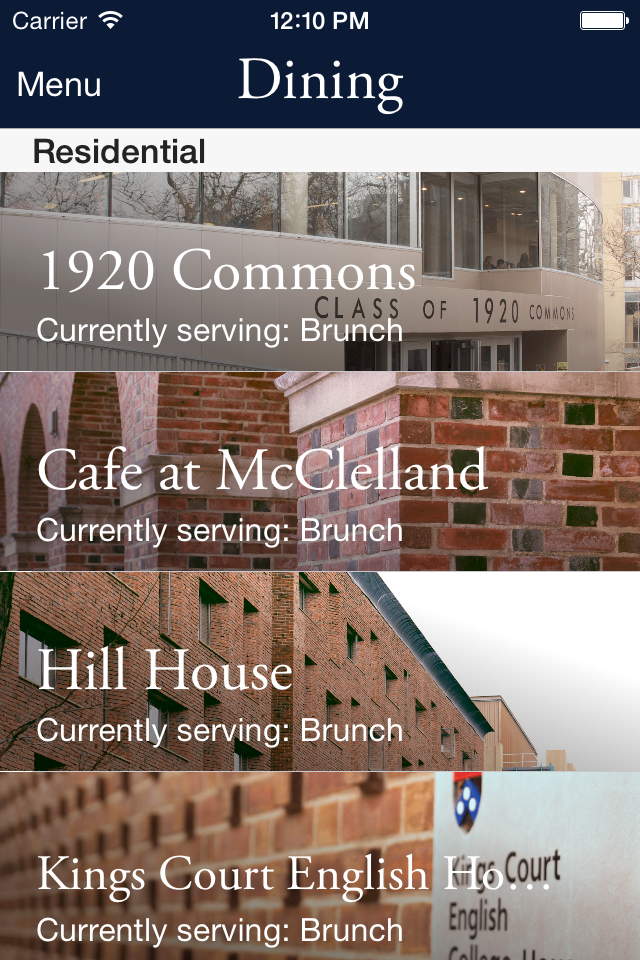 Carrier 12:10 PM
Menu Dining
Residential
1920 Commons
CLASS OF 1920 COMMONS
Currently serving: Brunch
Cafe at McClelland
Currently serving: Brunch
Hill House
Currently serving: Brunch
Kings Court English Ho...
Kings Court
English
Currently serving: Brunch